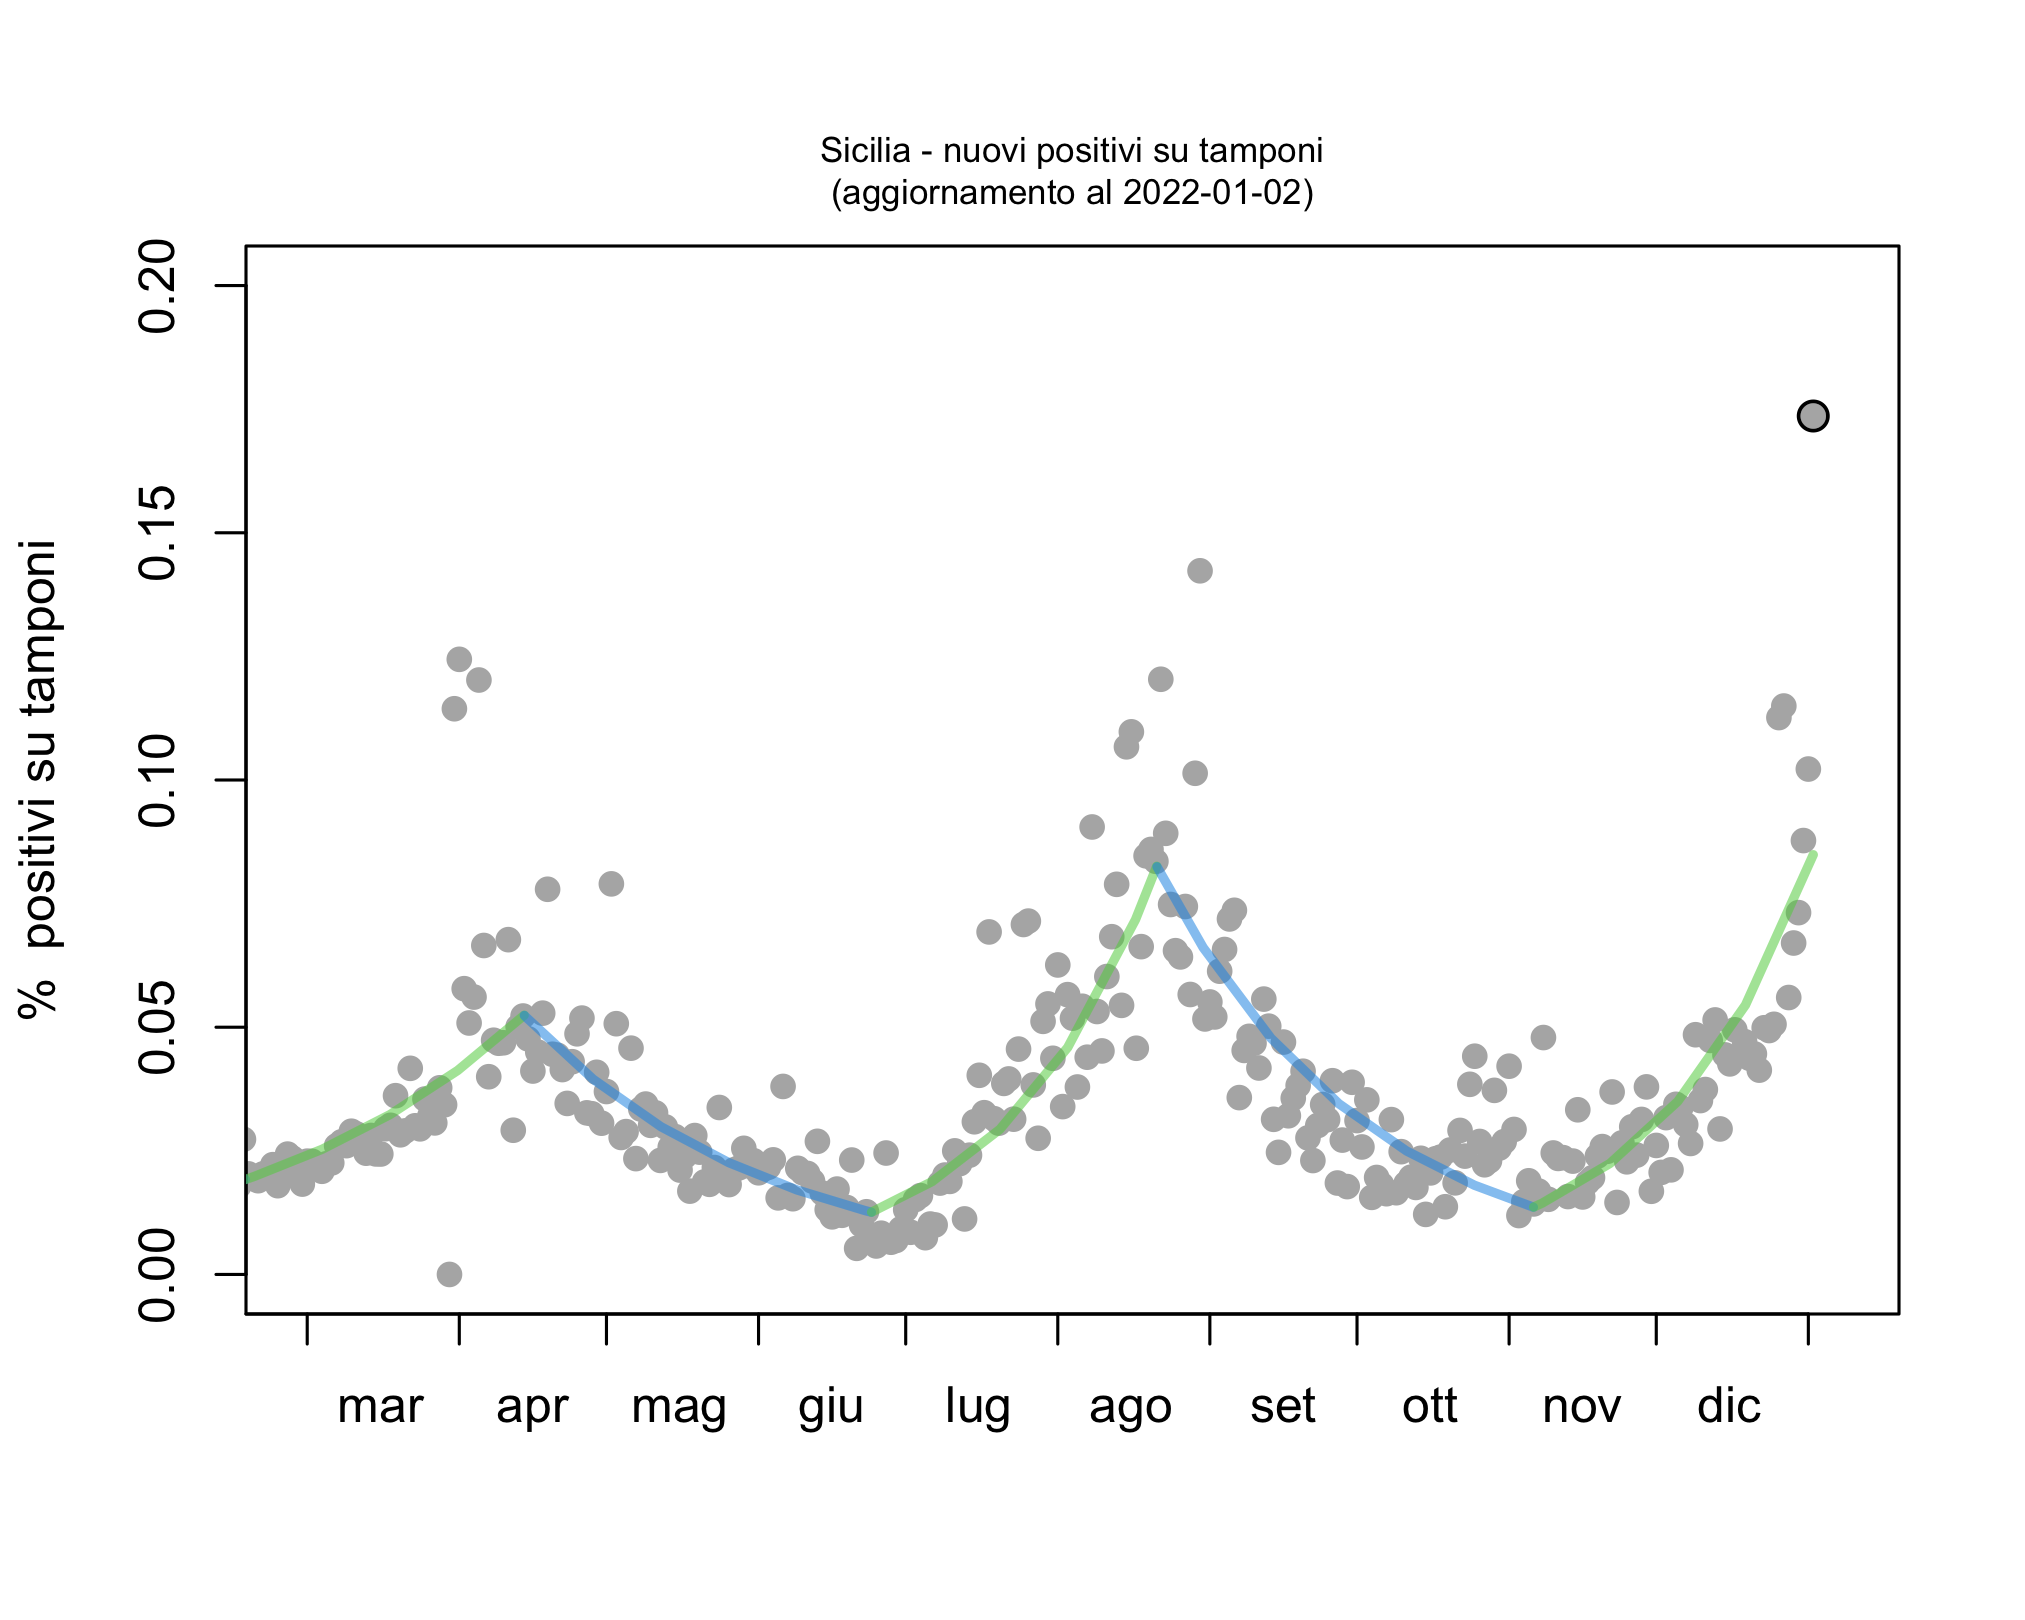 Sicilia - nuovi positivi su tamponi
(aggiornamento al 2022-01-02)
% positivi su tamponi
0.20
0.15
0.10
0.05
0.00
mar apr mag giu lug ago set ott nov dic